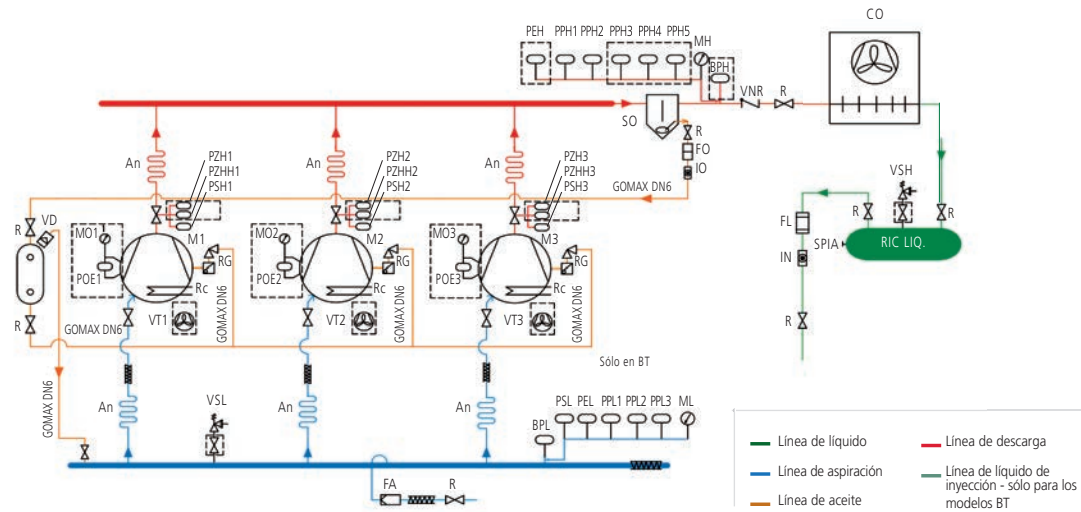 CO
PEH PPH1 PPH2 PPH3 PPH4 PPH5 MH
BPH
VNR R
SO
R
FO
IO
An An An
PZH1 PZH2 PZH3
PZHH1 PZHH2 PZHH3
PSH1 PSH2 PSH3
GOMAX DN6
VSH
R R
FL
SPIA
RIC LIQ.
IN
R
R VD
MO1 M1 MO2 M2 MO3 M3
RG RG RG
POE1 POE2 POE3
Rc Rc Rc
R
GOMAX DN6
VT1 VT2 VT3
GOMAX DN6
GOMAX DN6
GOMAX DN6
GOMAX DN6
Sólo en BT
An An An
VSL
PSL PEL PPL1 PPL2 PPL3 ML
BPL
FA R
Línea de líquido
Línea de aspiración
Línea de aceite
Línea de descarga
Línea de líquido de
inyección - sólo para los
modelos BT